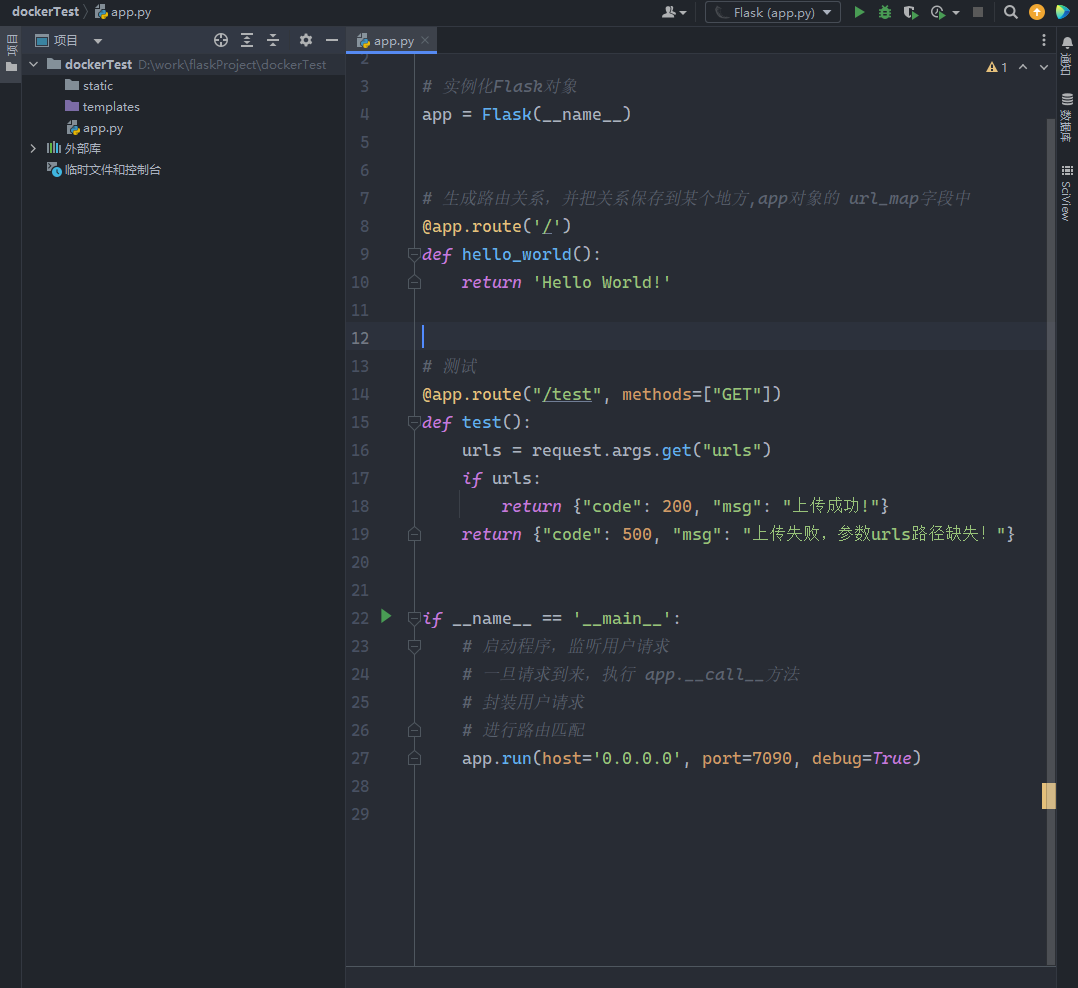 dockerTest
app.py
Flask (app.py)
项目
项目
app.py
dockerTest D:\work\flaskProject\dockerTest
static
templates
app.py
外部库
临时文件和控制台
1
通知
数据库
SciView
2
3 # 实例化Flask对象
4 app = Flask(__name__)
5
6
7 # 生成路由关系，并把关系保存到某个地方,app对象的 url_map字段中
8 @app.route('/')
9 def hello_world():
10 return 'Hello World!'
11
12
13 # 测试
14 @app.route("/test", methods=["GET"])
15 def test():
16 urls = request.args.get("urls")
17 if urls:
18 return {"code": 200, "msg": "上传成功!"}
19 return {"code": 500, "msg": "上传失败，参数urls路径缺失！"}
20
21
22 if __name__ == '__main__':
23 # 启动程序，监听用户请求
24 # 一旦请求到来，执行 app.__call__方法
25 # 封装用户请求
26 # 进行路由匹配
27 app.run(host='0.0.0.0', port=7090, debug=True)
28
29